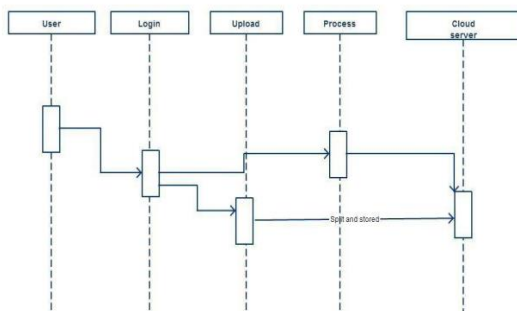 User
Login
Upload
Process
Cloud
server
Split and stored